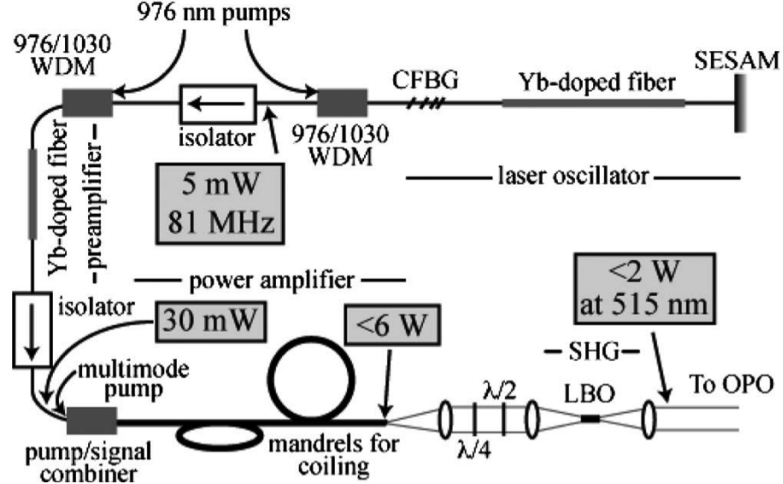 976 nm pumps
976/1030
WDM
isolator
976/1030
WDM
CFBG
Yb-doped fiber
SESAM
laser oscillator
5 mW
81 MHz
Yb-doped fiber
preamplifier
isolator
power amplifier
30 mW
<6 W
<2 W
at 515 nm
multimode
pump
pump/signal
combiner
mandrels for
coiling
λ/4
λ/2
SHG
LBO
To OPO